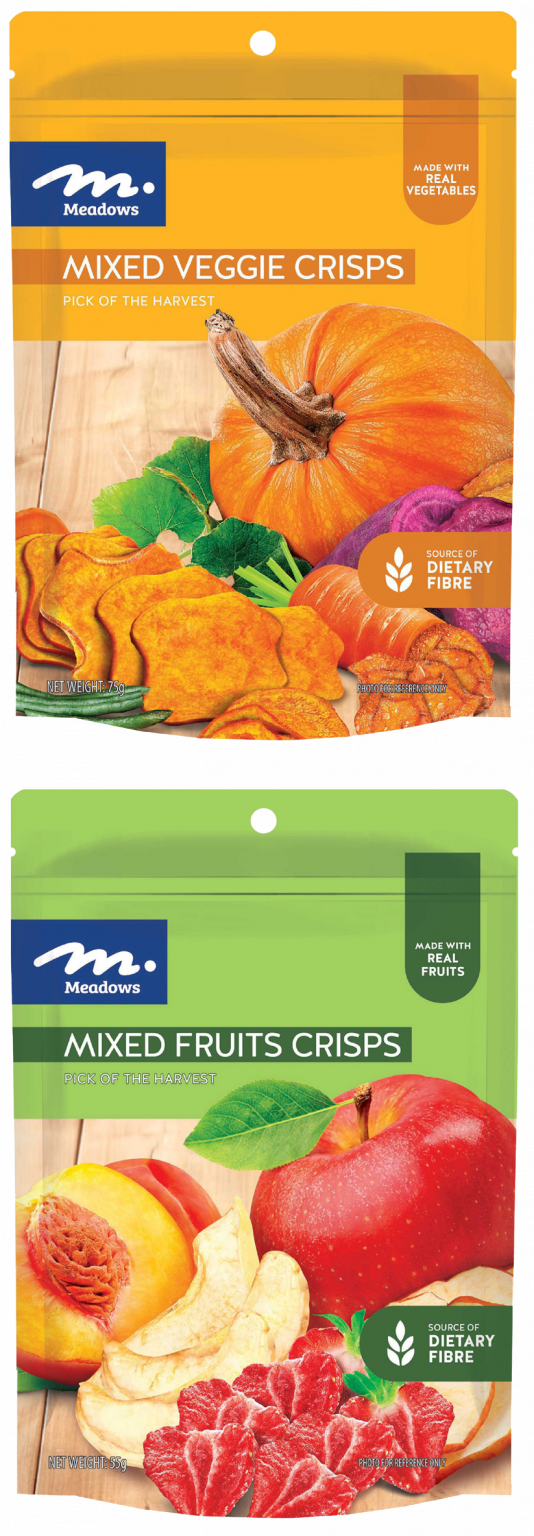 MADE WITH
REAL
VEGETABLES
m.
Meadows
MIXED VEGGIE CRISPS
PICK OF THE HARVEST
SOURCE OF
DIETARY
FIBRE
NET WEIGHT: 75g
PHOTO FOR REFERENCE ONLY
MADE WITH
REAL
FRUITS
m.
Meadows
MIXED FRUITS CRISPS
PICK OF THE HARVEST
SOURCE OF
DIETARY
FIBRE
NET WEIGHT: 55g
PHOTO FOR REFERENCE ONLY